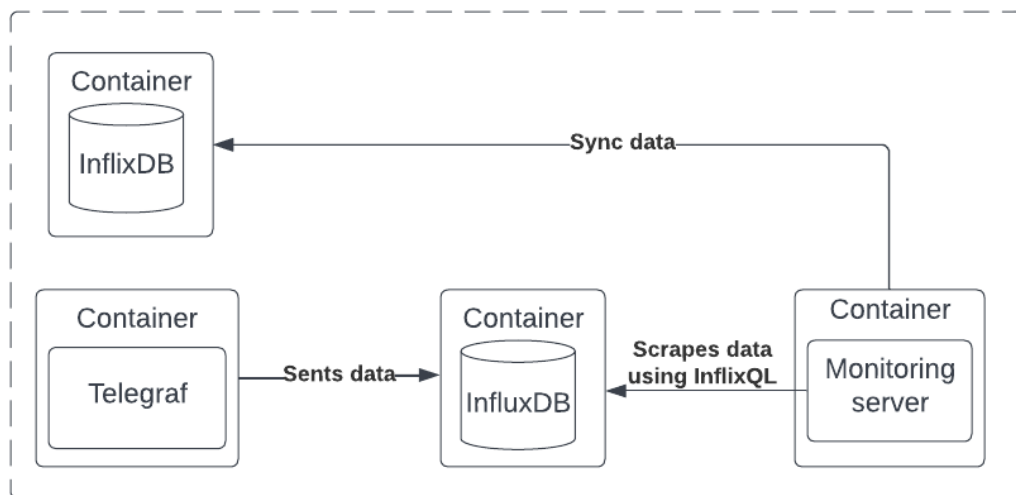 Container
InflixDB
Sync data
Container
Telegraf
Sents data
Container
InfluxDB
Scrapes data
using InflixQL
Container
Monitoring
server